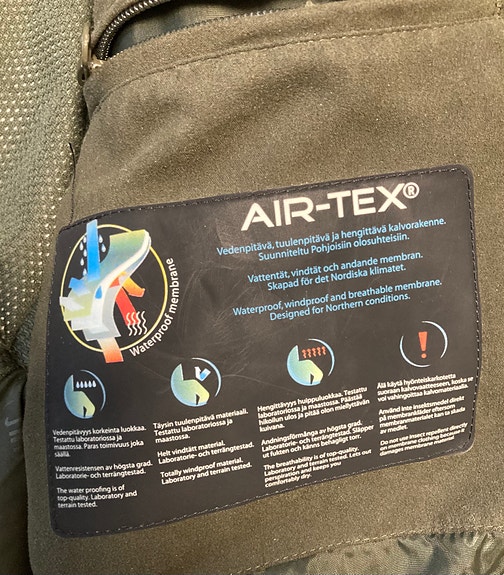 AIR-TEX®
Vedenpitävä, tuulenpitävä ja hengittävä kalvorakenne.
Suunniteltu Pohjoisiin olosuhteisiin.
Vattentät, vindtät och andande membran.
Skapad för det Nordiska klimatet.
Waterproof, windproof and breathable membrane.
Designed for Northern conditions.
Waterproof membrane
Vedenpitävyys korkeinta luokkaa.
Testattu laboratoriossa ja
maastossa. Paras toimivuus joka
säällä.
Vattenresistensen av högsta grad.
Laboratorie- och terrängtestad.
The water proofing is of
top-quality. Laboratory and
terrain tested.
Täysin tuulenpitävä materiaali.
Testattu laboratoriossa ja
maastossa.
Helt vindtätt material.
Laboratorie- och terrängtestad.
Totally windproof material.
Laboratory and terrain tested.
Hengittävyys huippuluokkaa. Testattu
laboratoriossa ja maastossa. Päästää
hikoilun ulos ja pitää olon miellyttävän
kuivana.
Andningsförmåga av högsta grad.
Laboratorie- och terrängtestad. Släpper
ut fukten och känns behagligt torr.
The breathability is of top-quality.
Laboratory and terrain tested. Lets out
perspiration and keeps you
comfortably dry.
Älä käytä hyönteiskarkotetta
suoraan kalvovaatteeseen, koska se
voi vahingoittaa kalvomateriaalia.
Använd inte insektsmedel direkt
på membrankläder eftersom
membranmaterialet kan ta skada
av medlet.
Do not use insect repellent directly
on membrane clothing because it
damages membrane material.